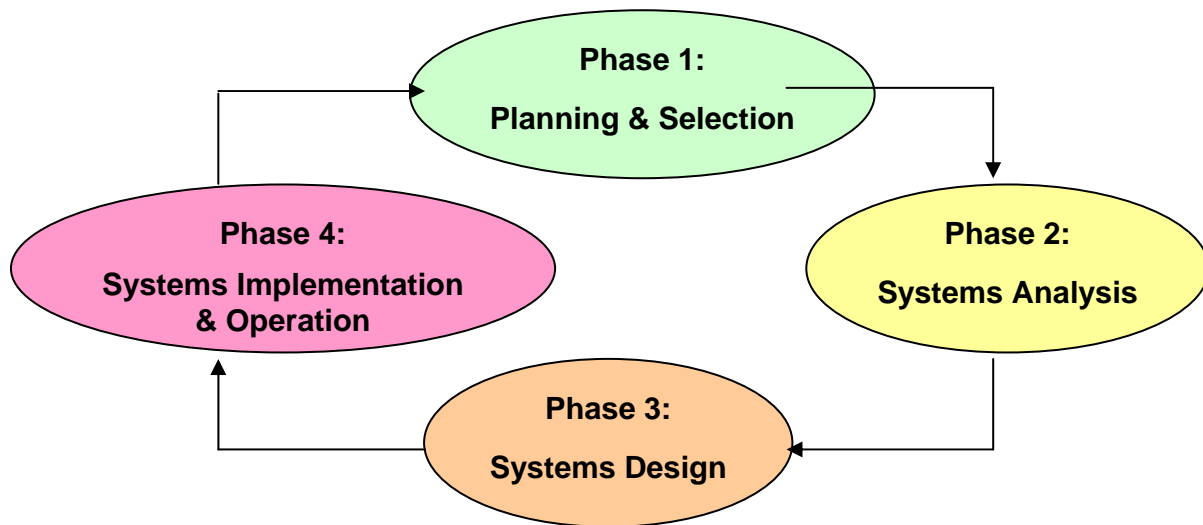 Phase 1:
Planning & Selection
Phase 2:
Systems Analysis
Phase 3:
Systems Design
Phase 4:
Systems Implementation
& Operation